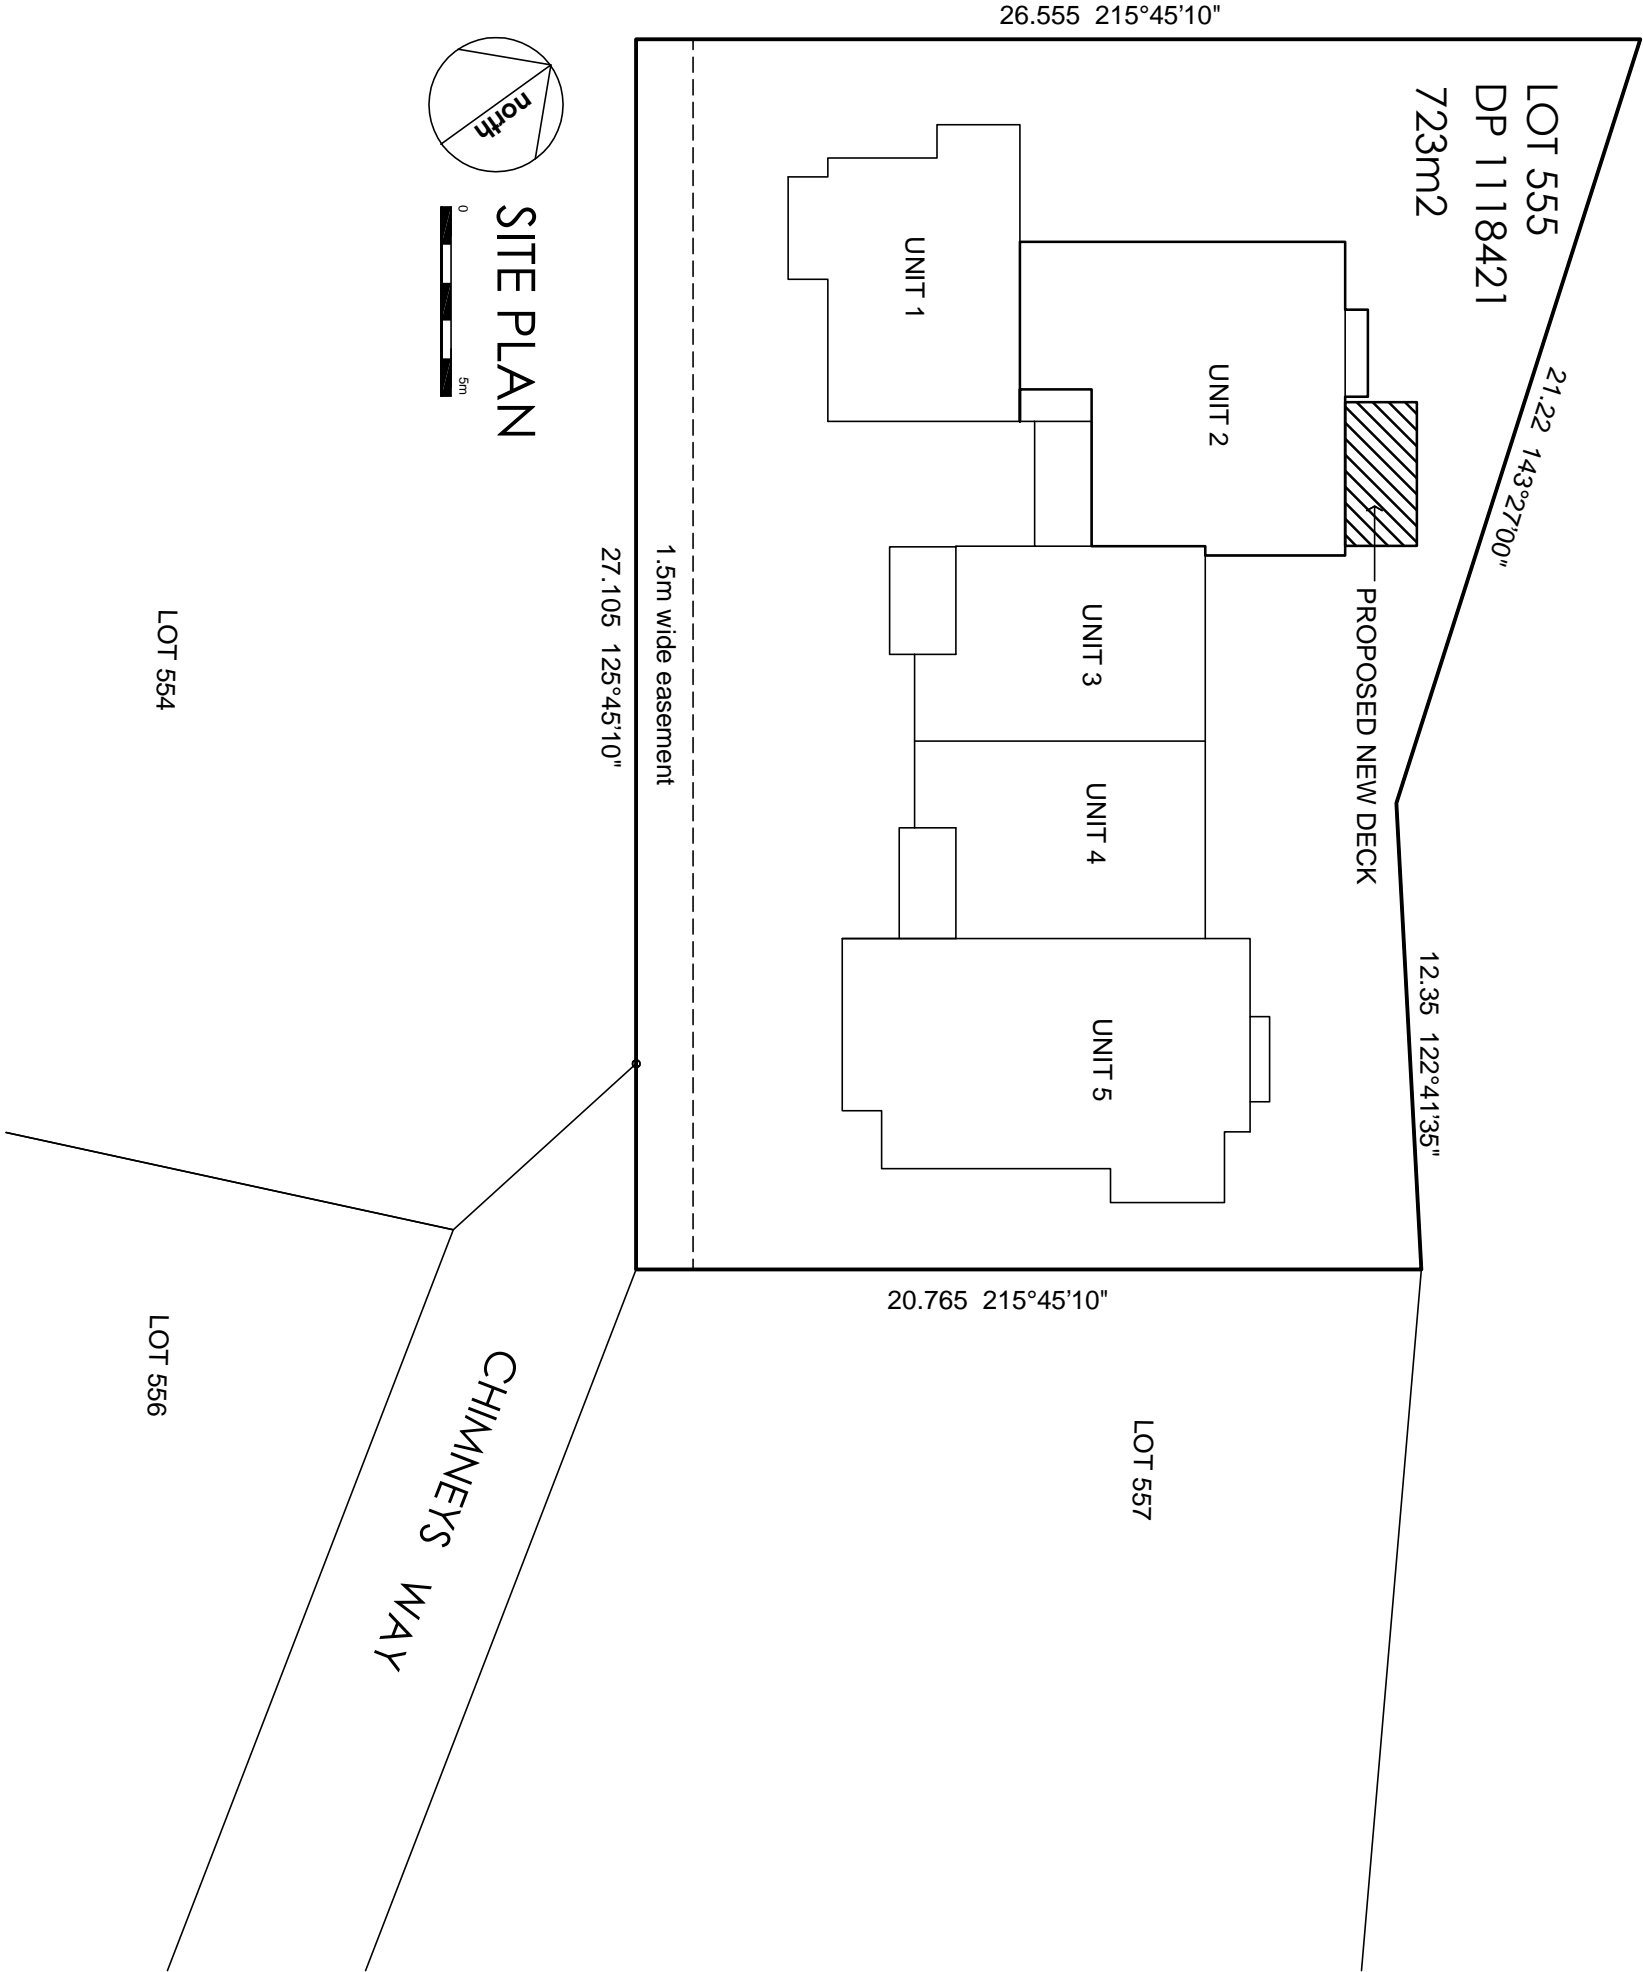 LOT 555
DP 1118421
723m2
26.555 215°45'10"
21.22 143°27'00"
12.35 122°41'35"
20.765 215°45'10"
27.105 125°45'10"
1.5m wide easement
UNIT 1
UNIT 2
UNIT 3
UNIT 4
UNIT 5
PROPOSED NEW DECK
LOT 557
LOT 554
LOT 556
CHIMNEYS WAY
north
SITE PLAN
0 5m